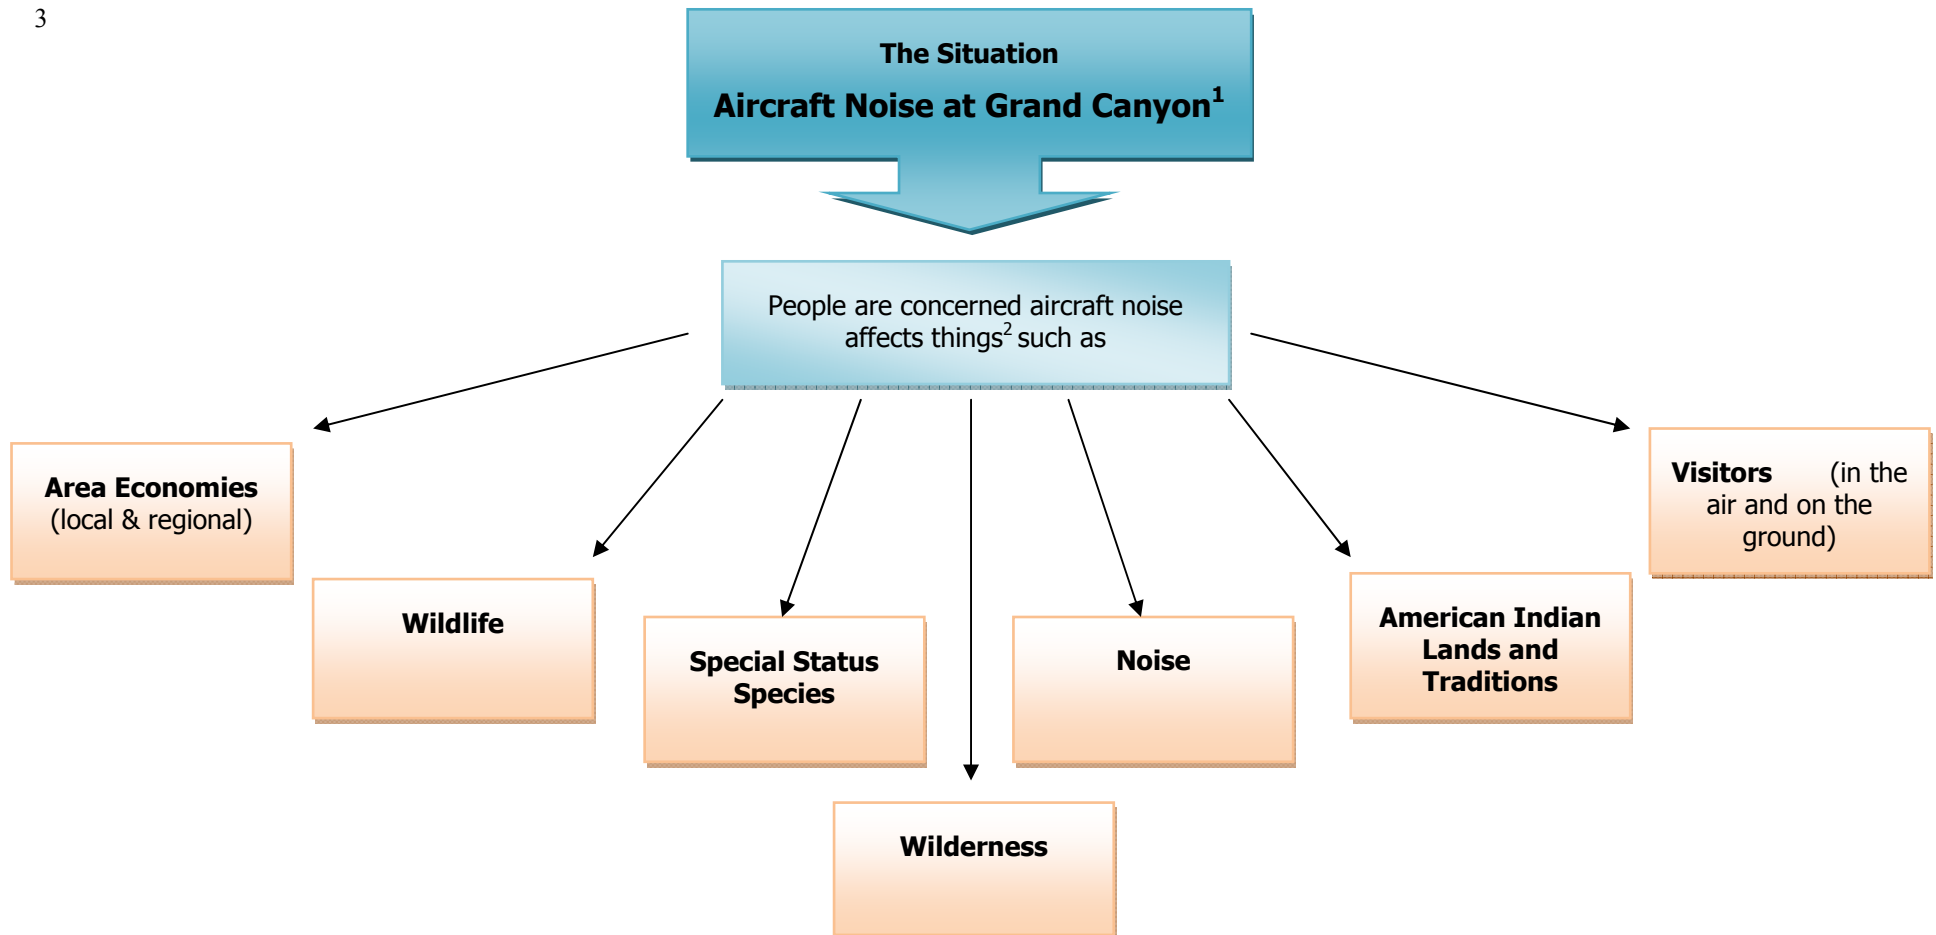 3
The Situation
Aircraft Noise at Grand Canyon1
People are concerned aircraft noise
affects things2 such as
Area Economies
(local & regional)
Wildlife
Special Status
Species
Wilderness
Noise
American Indian
Lands and
Traditions
Visitors (in the
air and on the
ground)